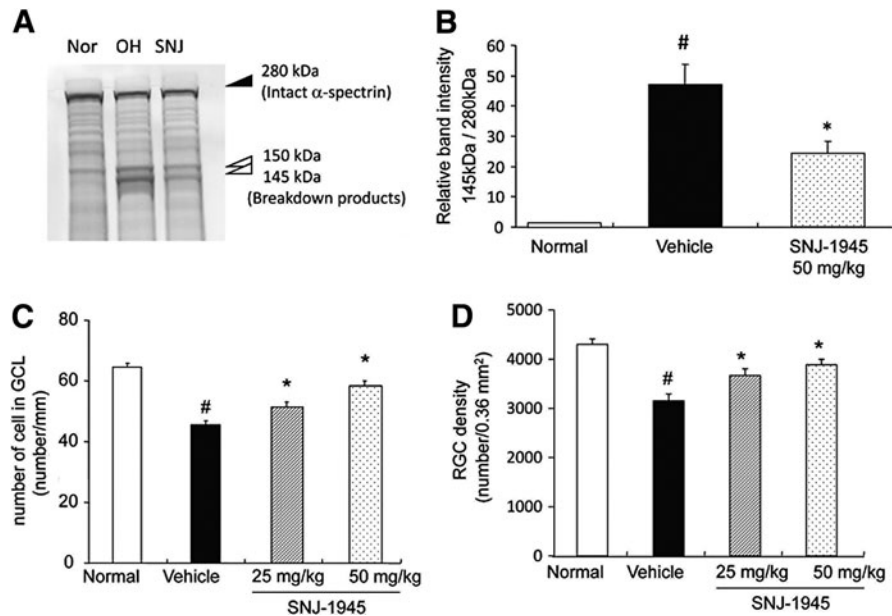 A
Nor OH SNJ
280 kDa
(Intact α-spectrin)
150 kDa
145 kDa
(Breakdown products)
B
Relative band intensity
145kDa / 280kDa
60
50
40
30
20
10
0
#
*
Normal Vehicle SNJ-1945
50 mg/kg
C
number of cell in GCL
(number/mm)
80
60
40
20
0
#
*
*
Normal Vehicle 25 mg/kg 50 mg/kg
SNJ-1945
D
RGC density
(number/0.36 mm²)
5000
4000
3000
2000
1000
0
#
*
*
Normal Vehicle 25 mg/kg 50 mg/kg
SNJ-1945